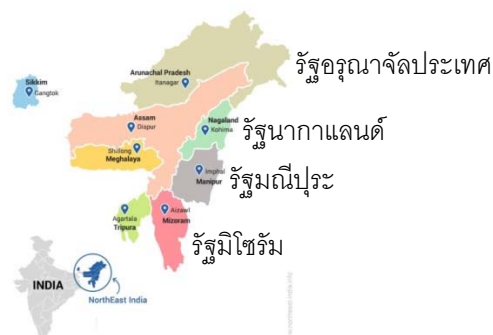 Arunachal Pradesh
Itanagar
รัฐอรุณาจัลประเทศ
Sikkim
Gangtok
Assam
Dispur
Nagaland
Kohima
รัฐนากาแลนด์
Shillong
Meghalaya
Imphal
Manipur
รัฐมณีปุระ
Agartala
Tripura
Aizawl
Mizoram
รัฐมิโซรัม
INDIA
NorthEast India